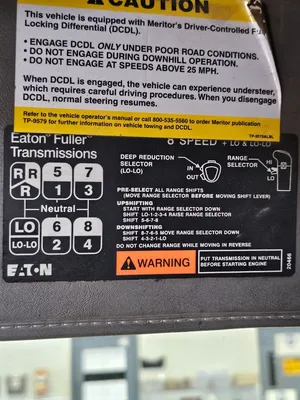 CAUTION
This vehicle is equipped with Meritor's Driver-Controlled
Locking Differential (DCDL).
• ENGAGE DCDL ONLY UNDER POOR ROAD CONDITIONS.
• DO NOT ENGAGE DURING DOWNHILL OPERATION.
• DO NOT ENGAGE AT SPEEDS ABOVE 25 MPH.
When DCDL is engaged, the vehicle can experience understeer,
which requires careful driving procedures. When you disengage
DCDL, normal steering resumes.
Refer to the vehicle operator's manual or call 800-535-5560 to order Meritor publication
TP-9579 for further information on vehicle towing and DCDL.
Eaton Fuller
Transmissions
8 SPEED + LO & LO-LO
R R 5 7
R 1 3
Neutral
LO 6 8
LO-LO 2 4
EATON
DEEP REDUCTION
SELECTOR
(LO-LO)
IN
OUT
RANGE
SELECTOR
PRE-SELECT ALL RANGE SHIFTS
(MOVE RANGE SELECTOR BEFORE MOVING SHIFT LEVER)
UPSHIFTING
START WITH RANGE SELECTOR DOWN
SHIFT LO-1-2-3-4 RAISE RANGE SELECTOR
SHIFT 5-6-7-8
DOWNSHIFTING
SHIFT 8-7-6-5 MOVE RANGE SELECTOR DOWN
SHIFT 4-3-2-1-LO
DO NOT CHANGE RANGE WHILE MOVING IN REVERSE
WARNING
PUT TRANSMISSION IN NEUTRAL
BEFORE STARTING ENGINE
20466